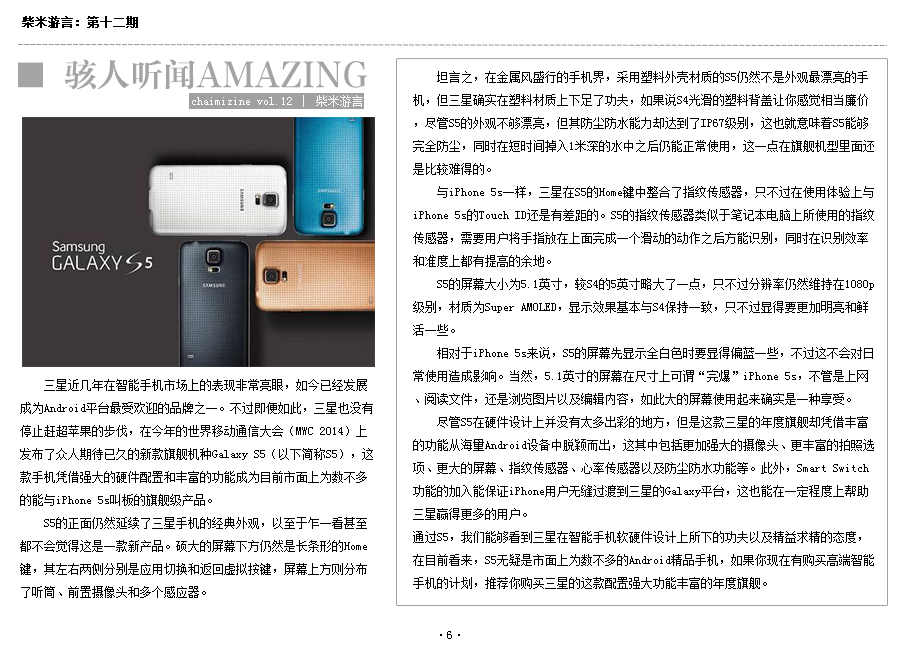 柴米游言：第十二期
骇人听闻AMAZING
chaimizine vol.12 | 柴米游言
Samsung
GALAXY S5
SAMSUNG
SAMSUNG
SAMSUNG
三星近几年在智能手机市场上的表现非常亮眼，如今已经发展
成为Android平台最受欢迎的品牌之一。不过即便如此，三星也没有
停止赶超苹果的步伐，在今年的世界移动通信大会（MWC 2014）上
发布了众人期待已久的新款旗舰机种Galaxy S5（以下简称S5），这
款手机凭借强大的硬件配置和丰富的功能成为目前市面上为数不多
的能与iPhone 5s叫板的旗舰级产品。
S5的正面仍然延续了三星手机的经典外观，以至于乍一看甚至
都不会觉得这是一款新产品。硕大的屏幕下方仍然是长条形的Home
键，其左右两侧分别是应用切换和返回虚拟按键，屏幕上方则分布
了听筒、前置摄像头和多个感应器。
坦言之，在金属风盛行的手机界，采用塑料外壳材质的S5仍然不是外观最漂亮的手
机，但三星确实在塑料材质上下足了功夫，如果说S4光滑的塑料背盖让你感觉相当廉价
，尽管S5的外观不够漂亮，但其防尘防水能力却达到了IP67级别，这也就意味着S5能够
完全防尘，同时在短时间掉入1米深的水中之后仍能正常使用，这一点在旗舰机型里面还
是比较难得的。
与iPhone 5s一样，三星在S5的Home键中整合了指纹传感器，只不过在使用体验上与
iPhone 5s的Touch ID还是有差距的。S5的指纹传感器类似于笔记本电脑上所使用的指纹
传感器，需要用户将手指放在上面完成一个滑动的动作之后方能识别，同时在识别效率
和准度上都有提高的余地。
S5的屏幕大小为5.1英寸，较S4的5英寸略大了一点，只不过分辨率仍然维持在1080p
级别，材质为Super AMOLED，显示效果基本与S4保持一致，只不过显得要更加明亮和鲜
活一些。
相对于iPhone 5s来说，S5的屏幕先显示全白色时要显得偏蓝一些，不过这不会对日
常使用造成影响。当然，5.1英寸的屏幕在尺寸上可谓“完爆”iPhone 5s，不管是上网
、阅读文件，还是浏览图片以及编辑内容，如此大的屏幕使用起来确实是一种享受。
尽管S5在硬件设计上并没有太多出彩的地方，但是这款三星的年度旗舰却凭借丰富
的功能从海量Android设备中脱颖而出，这其中包括更加强大的摄像头、更丰富的拍照选
项、更大的屏幕、指纹传感器、心率传感器以及防尘防水功能等。此外，Smart Switch
功能的加入能保证iPhone用户无缝过渡到三星的Galaxy平台，这也能在一定程度上帮助
三星赢得更多的用户。
通过S5，我们能够看到三星在智能手机软硬件设计上所下的功夫以及精益求精的态度，
在目前看来，S5无疑是市面上为数不多的Android精品手机，如果你现在有购买高端智能
手机的计划，推荐你购买三星的这款配置强大功能丰富的年度旗舰。
·6·